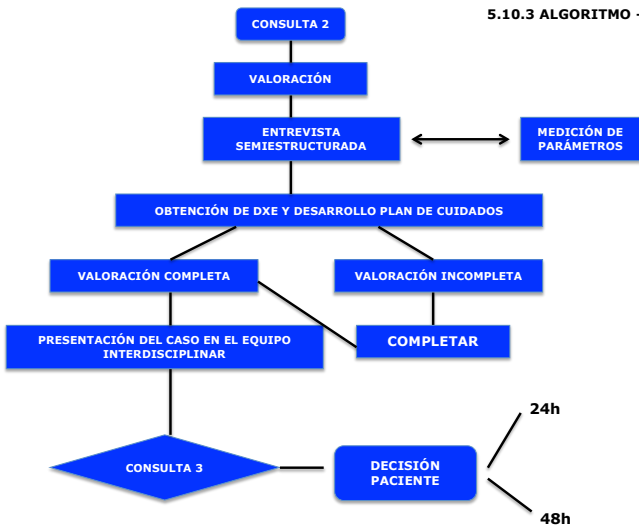 5.10.3 ALGORITMO -
CONSULTA 2
VALORACIÓN
ENTREVISTA
SEMIESTRUCTURADA
MEDICIÓN DE
PARÁMETROS
OBTENCIÓN DE DXE Y DESARROLLO PLAN DE CUIDADOS
VALORACIÓN COMPLETA
VALORACIÓN INCOMPLETA
PRESENTACIÓN DEL CASO EN EL EQUIPO
INTERDISCIPLINAR
COMPLETAR
24h
CONSULTA 3
DECISIÓN
PACIENTE
48h